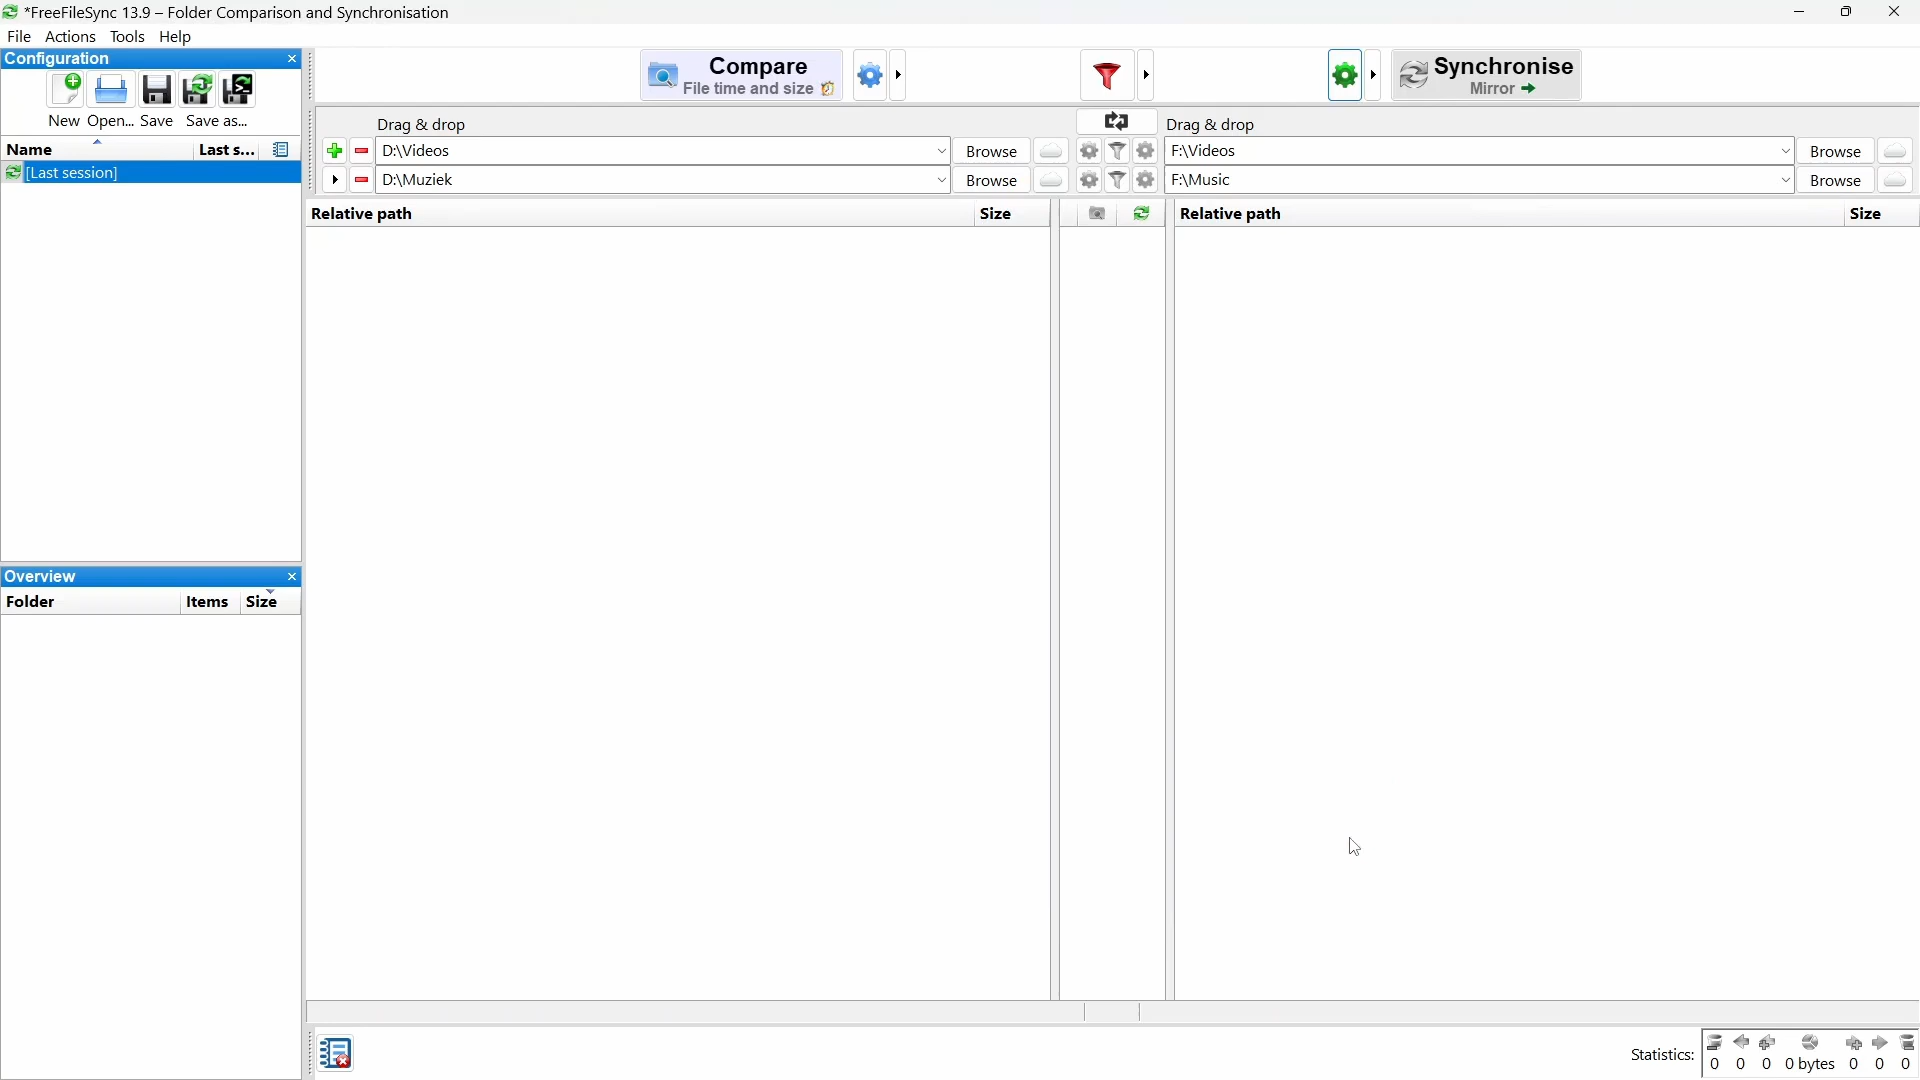 *FreeFileSync 13.9 – Folder Comparison and Synchronisation
File Actions Tools Help
Configuration
New Open... Save Save as...
Name Last s...
[Last session]
Compare
File time and size
Synchronise
Mirror
Drag & drop
Drag & drop
D:\Videos Browse F:\Videos Browse
D:\Muziek Browse F:\Music Browse
Relative path Size Relative path Size
Overview
Folder Items Size
Statistics: 0 0 0 0 bytes 0 0 0